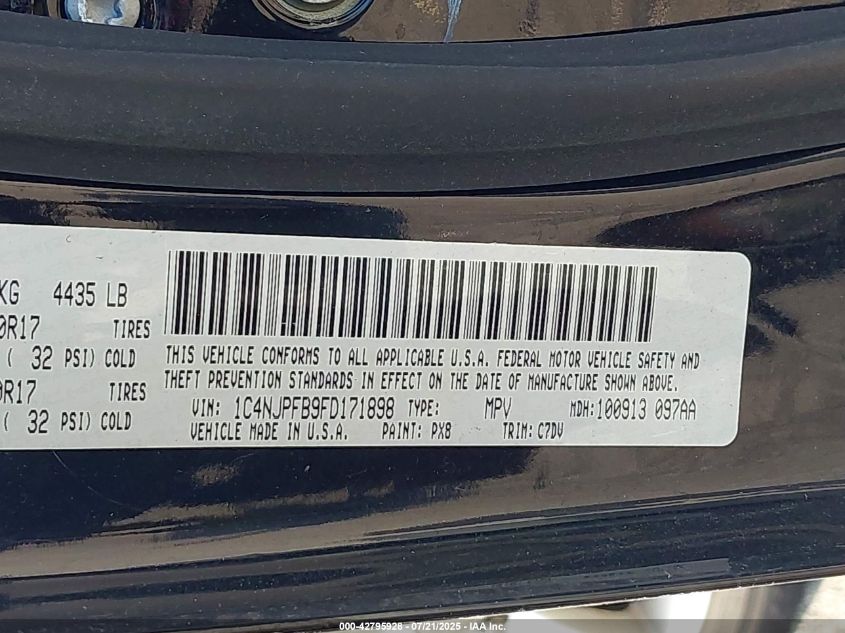 KG 4435 LB
0R17 TIRES
( 32 PSI) COLD
0R17 TIRES
( 32 PSI) COLD
THIS VEHICLE CONFORMS TO ALL APPLICABLE U.S.A. FEDERAL MOTOR VEHICLE SAFETY AND
THEFT PREVENTION STANDARDS IN EFFECT ON THE DATE OF MANUFACTURE SHOWN ABOVE.
VIN: 1C4NJPFB9FD171898 TYPE: MPV MDH: 100913 097AA
VEHICLE MADE IN U.S.A. PAINT: PX8 TRIM: C7DV
000-42795928 - 07/21/2025 - IAA Inc.